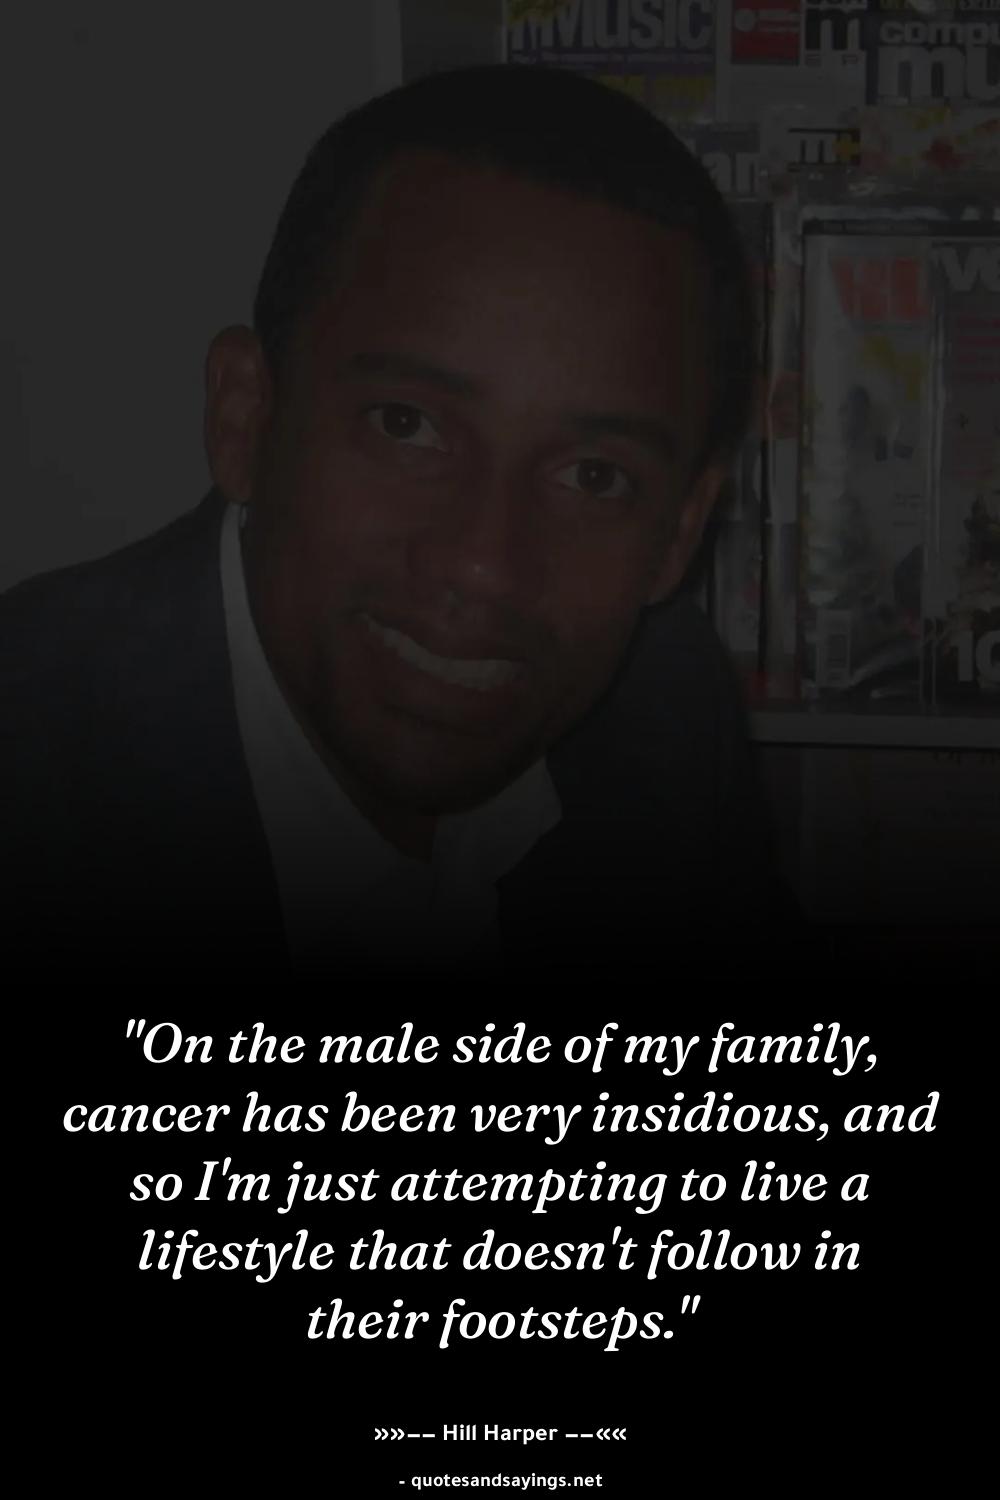 Music
"On the male side of my family,
cancer has been very insidious, and
so I'm just attempting to live a
lifestyle that doesn't follow in
their footsteps."
»»—— Hill Harper ——««
- quotesandsayings.net